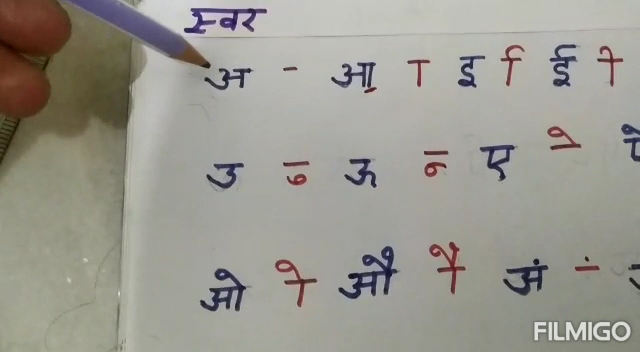 स्वर
अ - आ ा इ ि ई ी
उ ु ऊ ू ए े
ओ ो औ ौ अं ं
FILMIGO